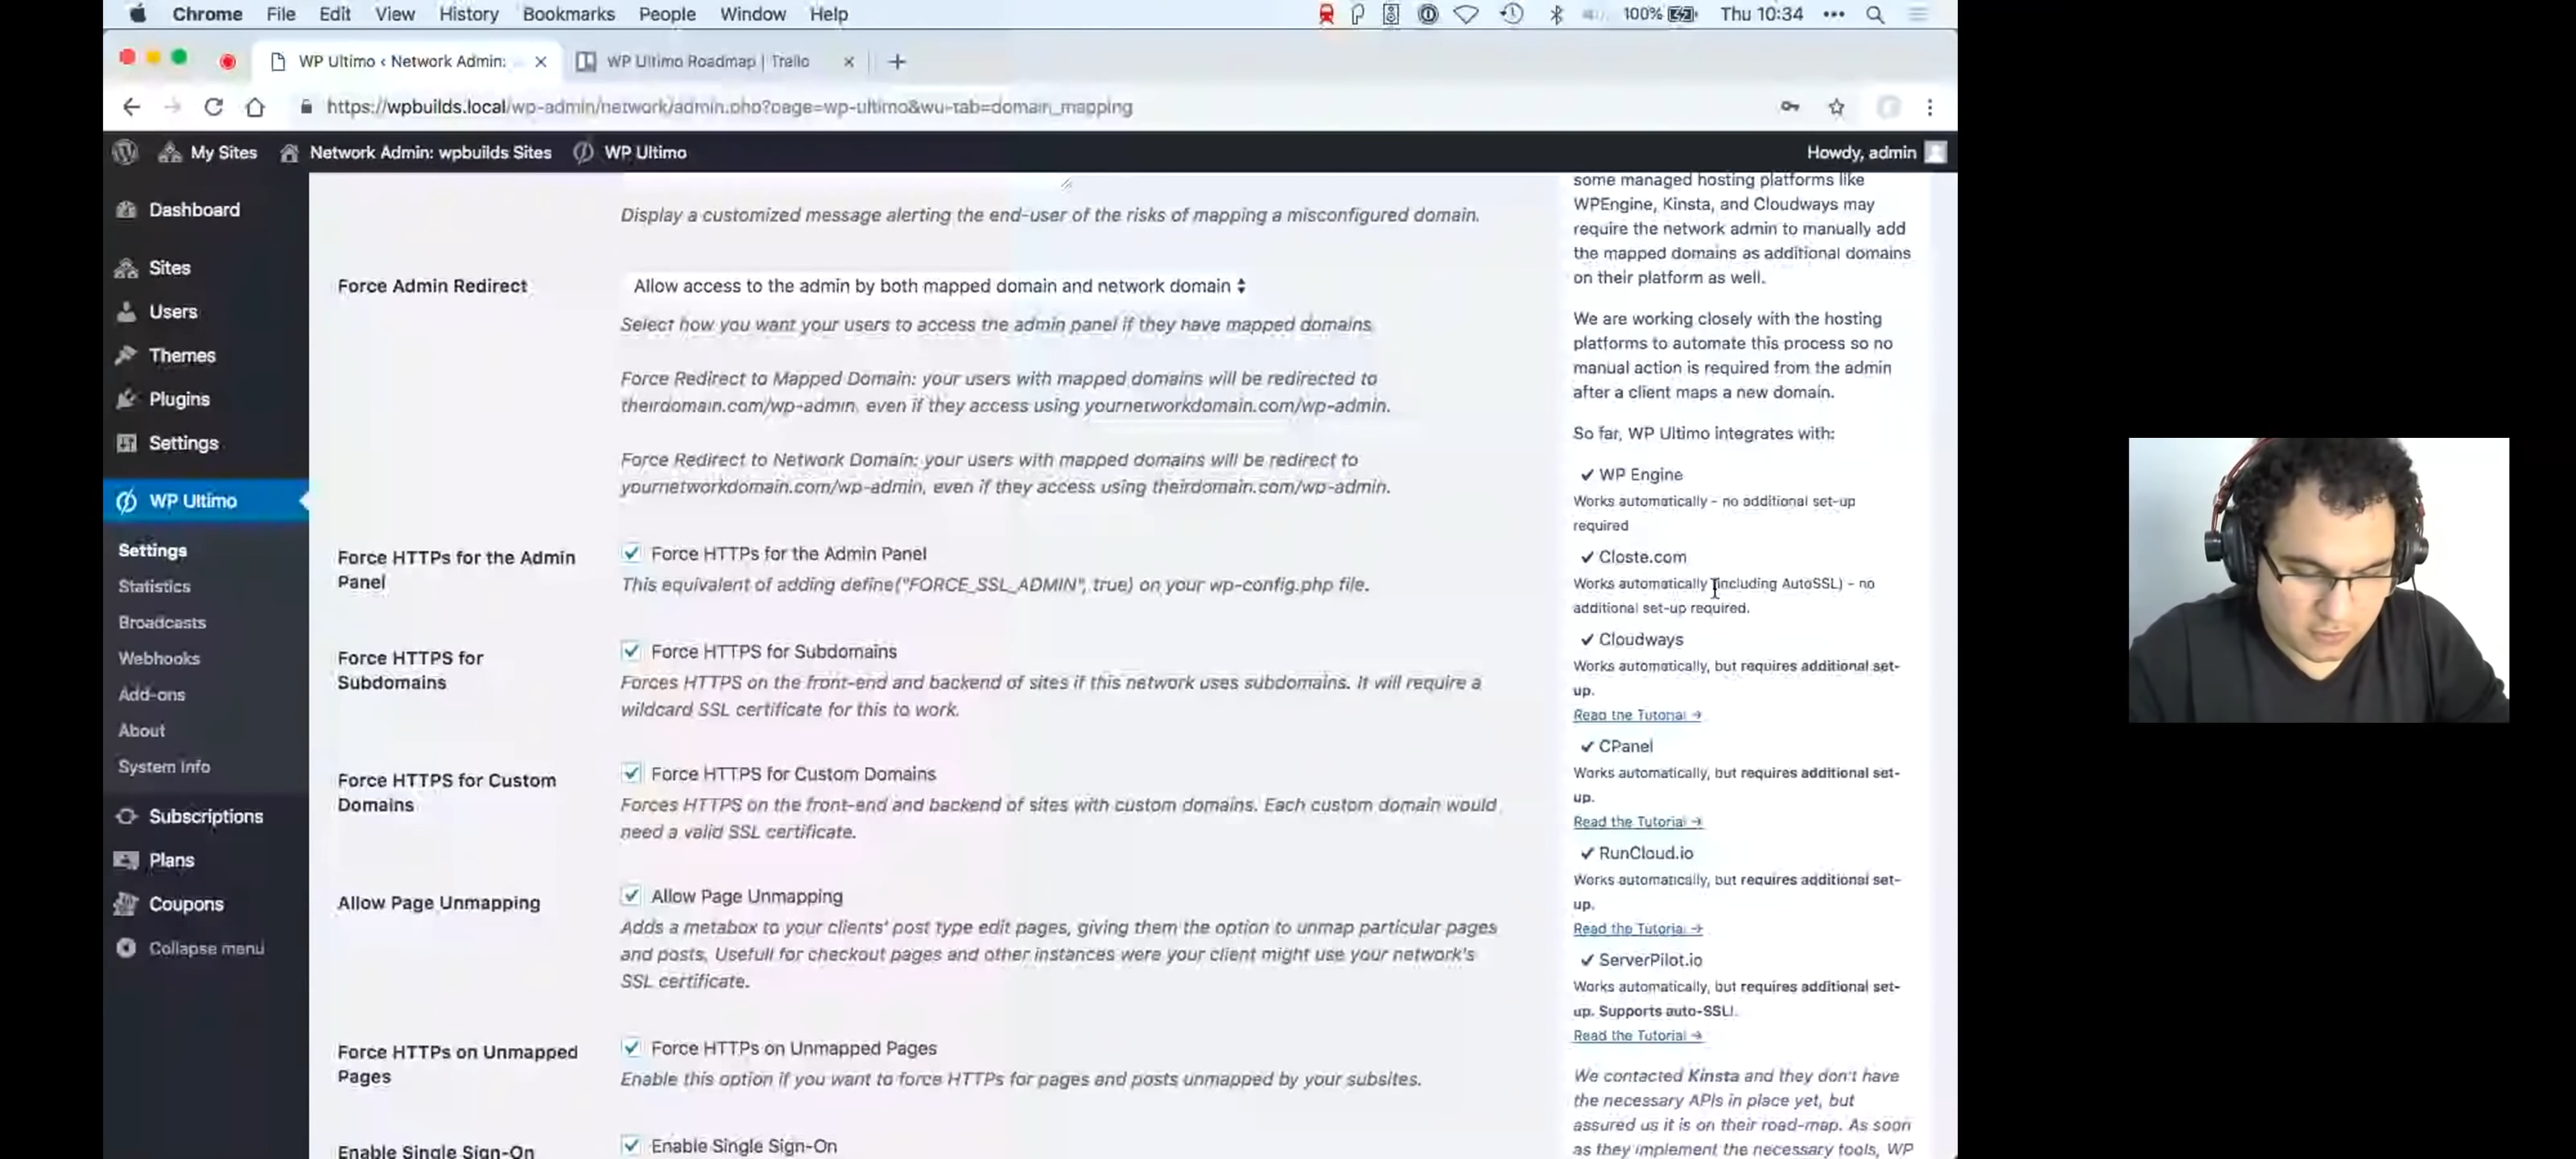 Chrome File Edit View History Bookmarks People Window Help 100% Thu 10:34
WP Ultimo ‹ Network Admin: WP Ultimo Roadmap | Trello
https://wpbuilds.local/wp-admin/network/admin.php?page=wp-ultimo&wu-tab=domain_mapping
My Sites Network Admin: wpbuilds Sites WP Ultimo Howdy, admin
Dashboard
Sites
Users
Themes
Plugins
Settings
WP Ultimo
Settings
Statistics
Broadcasts
Webhooks
Add-ons
About
System Info
Subscriptions
Plans
Coupons
Collapse menu
Display a customized message alerting the end-user of the risks of mapping a misconfigured domain.
Force Admin Redirect
Allow access to the admin by both mapped domain and network domain
Select how you want your users to access the admin panel if they have mapped domains
Force Redirect to Mapped Domain: your users with mapped domains will be redirected to
theirdomain.com/wp-admin, even if they access using yournetworkdomain.com/wp-admin.
Force Redirect to Network Domain: your users with mapped domains will be redirect to
yournetworkdomain.com/wp-admin, even if they access using theirdomain.com/wp-admin.
Force HTTPs for the Admin
Panel
Force HTTPs for the Admin Panel
This equivalent of adding define("FORCE_SSL_ADMIN", true) on your wp-config.php file.
Force HTTPS for
Subdomains
Force HTTPS for Subdomains
Forces HTTPS on the front-end and backend of sites if this network uses subdomains. It will require a
wildcard SSL certificate for this to work.
Force HTTPS for Custom
Domains
Force HTTPS for Custom Domains
Forces HTTPS on the front-end and backend of sites with custom domains. Each custom domain would
need a valid SSL certificate.
Allow Page Unmapping
Allow Page Unmapping
Adds a metabox to your clients' post type edit pages, giving them the option to unmap particular pages
and posts. Usefull for checkout pages and other instances were your client might use your network's
SSL certificate.
Force HTTPs on Unmapped
Pages
Force HTTPs on Unmapped Pages
Enable this option if you want to force HTTPs for pages and posts unmapped by your subsites.
Enable Single Sign-On
Enable Single Sign-On
some managed hosting platforms like
WPEngine, Kinsta, and Cloudways may
require the network admin to manually add
the mapped domains as additional domains
on their platform as well.
We are working closely with the hosting
platforms to automate this process so no
manual action is required from the admin
after a client maps a new domain.
So far, WP Ultimo integrates with:
✔ WP Engine
Works automatically - no additional set-up
required
✔ Closte.com
Works automatically (including AutoSSL) - no
additional set-up required.
✔ Cloudways
Works automatically, but requires additional set-
up.
Read the Tutorial →
✔ CPanel
Works automatically, but requires additional set-
up.
Read the Tutorial →
✔ RunCloud.io
Works automatically, but requires additional set-
up.
Read the Tutorial →
✔ ServerPilot.io
Works automatically, but requires additional set-
up. Supports auto-SSL!.
Read the Tutorial →
We contacted Kinsta and they don't have
the necessary APIs in place yet, but
assured us it is on their road-map. As soon
as they implement the necessary tools, WP